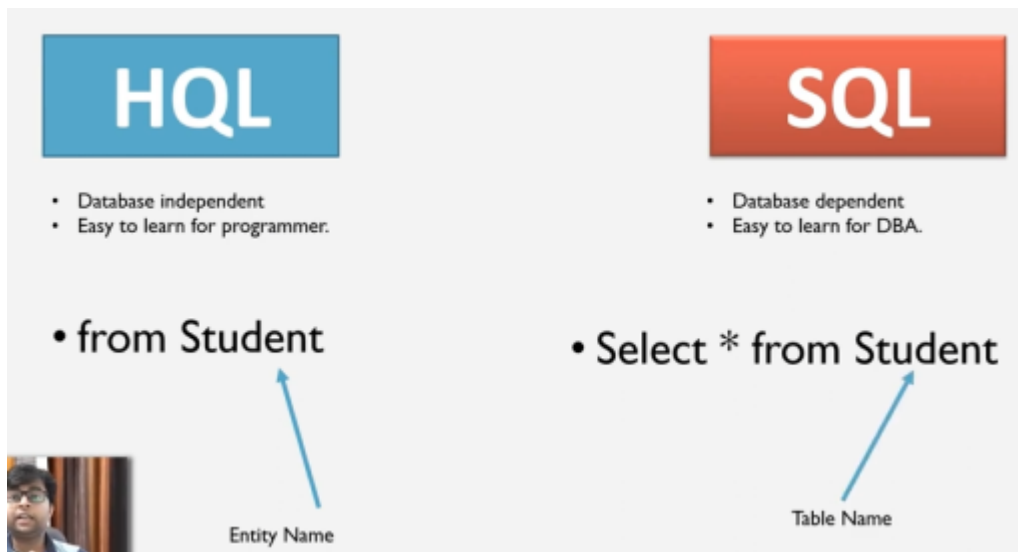 HQL
• Database independent
• Easy to learn for programmer.
• from Student
Entity Name
SQL
• Database dependent
• Easy to learn for DBA.
• Select * from Student
Table Name